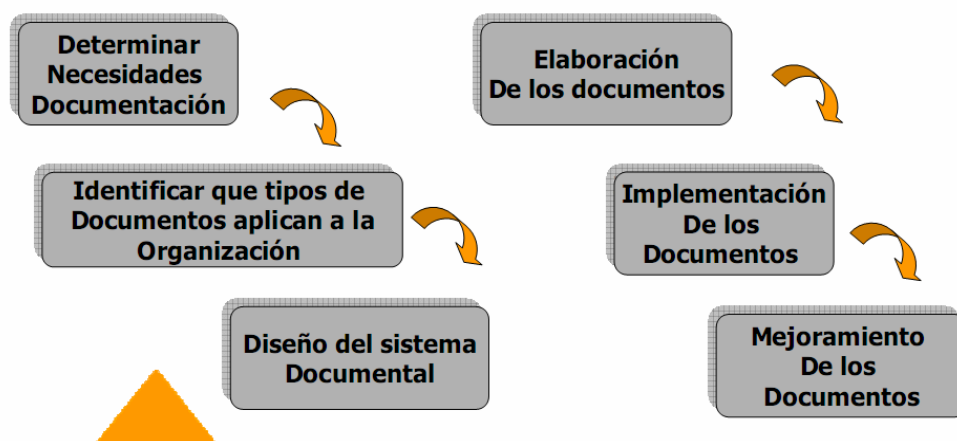 Determinar
Necesidades
Documentación
Identificar que tipos de
Documentos aplican a la
Organización
Diseño del sistema
Documental
Elaboración
De los documentos
Implementación
De los
Documentos
Mejoramiento
De los
Documentos